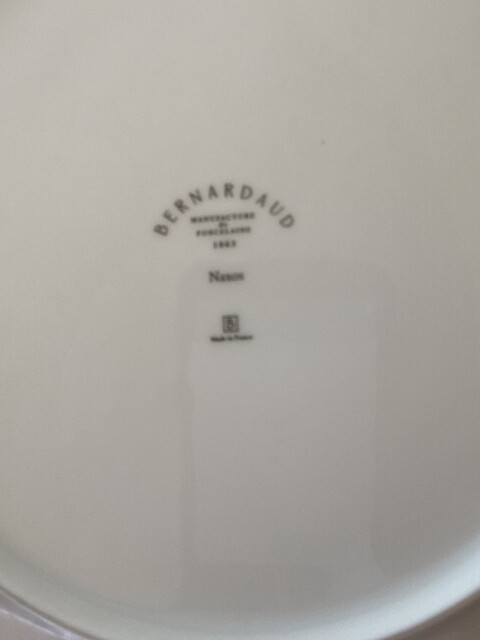 BERNARDAUD
MANUFACTURE
DE
PORCELAINE
1863
Naxos
B
Made in France